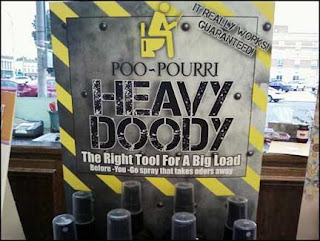 IT REALLY WORKS!
GUARANTEED!
POO-POURRI
HEAVY
DOODY
The Right Tool For A Big Load
Before-You-Go spray that takes odors away